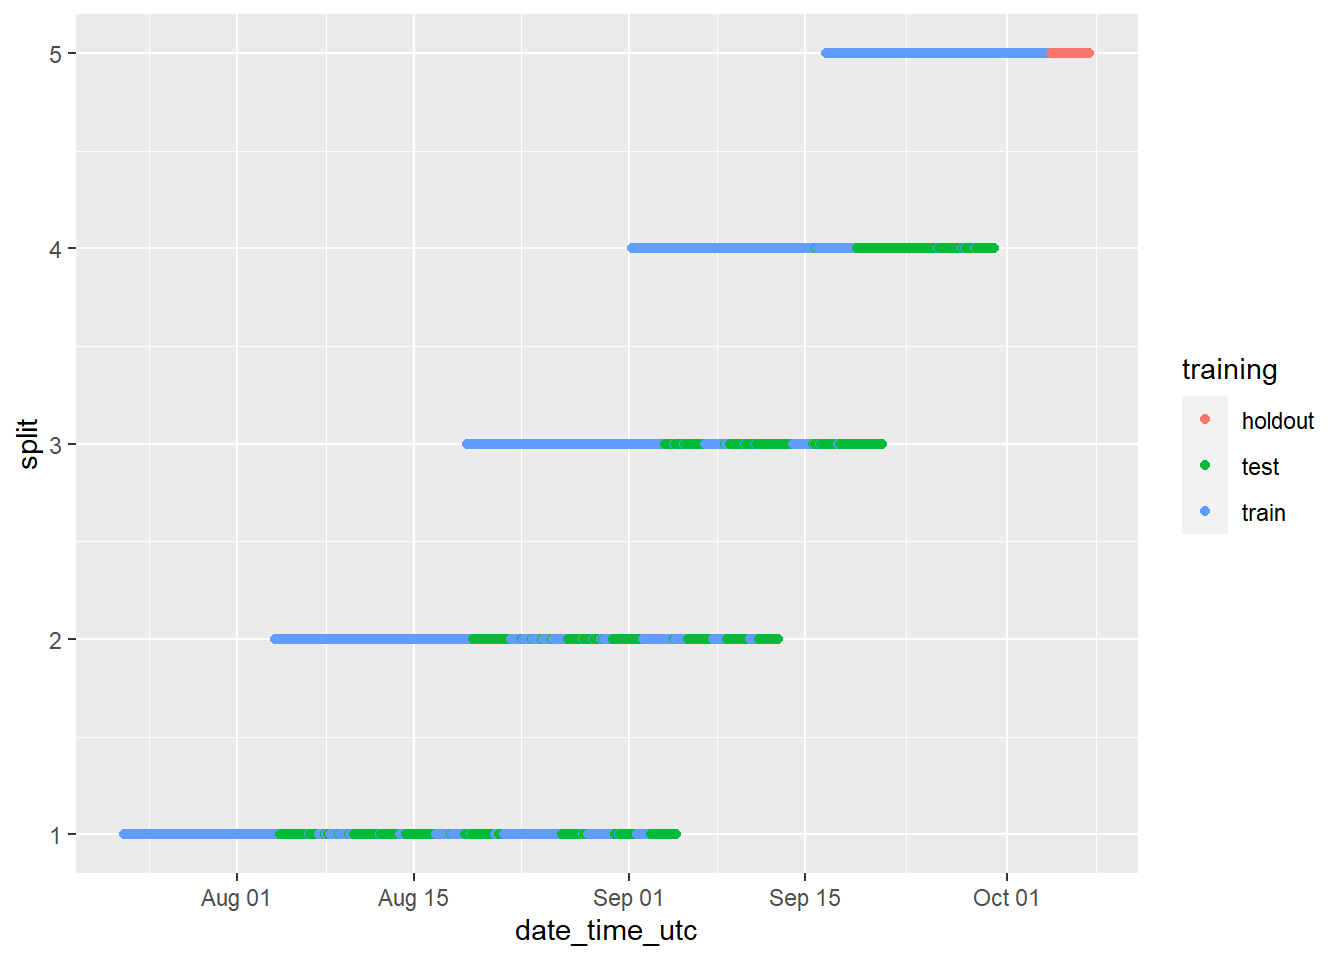 5
4
3
2
1
split
Aug 01
Aug 15
Sep 01
Sep 15
Oct 01
date_time_utc
training
holdout
test
train